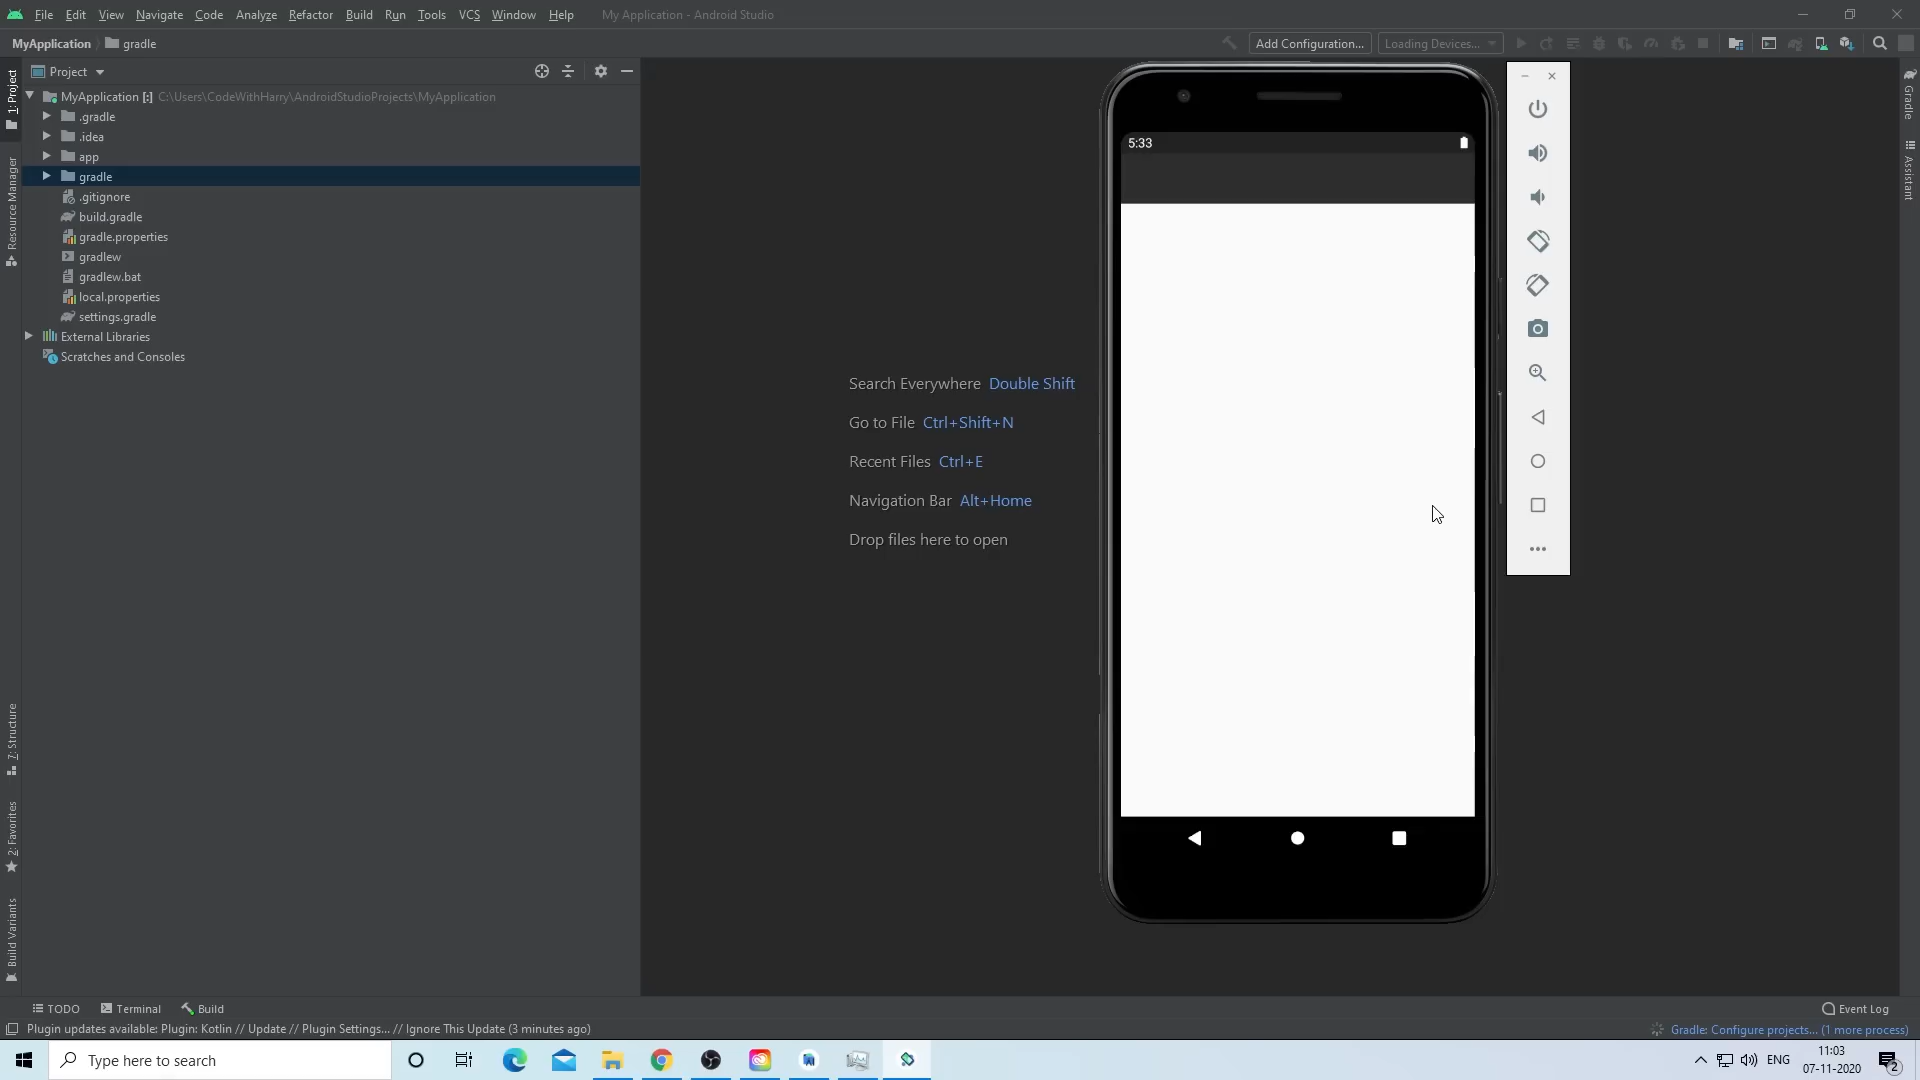 File Edit View Navigate Code Analyze Refactor Build Run Tools VCS Window Help My Application - Android Studio
MyApplication gradle
Add Configuration... Loading Devices...
1: Project
Resource Manager
7: Structure
2: Favorites
Build Variants
Project
MyApplication [:] C:\Users\CodeWithHarry\AndroidStudioProjects\MyApplication
.gradle
.idea
app
gradle
.gitignore
build.gradle
gradle.properties
gradlew
gradlew.bat
local.properties
settings.gradle
External Libraries
Scratches and Consoles
Search Everywhere Double Shift
Go to File Ctrl+Shift+N
Recent Files Ctrl+E
Navigation Bar Alt+Home
Drop files here to open
5:33
Gradle
Assistant
TODO Terminal Build
Event Log
Plugin updates available: Plugin: Kotlin // Update // Plugin Settings... // Ignore This Update (3 minutes ago)
Gradle: Configure projects... (1 more process)
Type here to search
ENG
11:03
07-11-2020
2